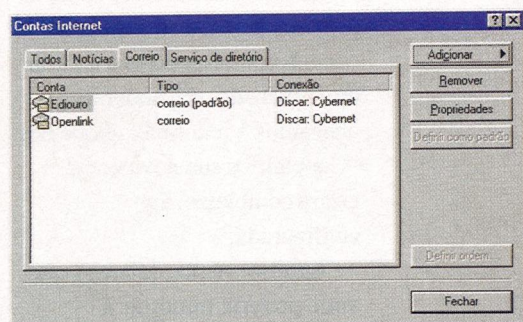 Contas Internet
Todos Notícias Correio Serviço de diretório
Conta Tipo Conexão
Ediouro correio (padrão) Discar: Cybernet
Openlink correio Discar: Cybernet
Adicionar
Remover
Propriedades
Definir como padrão
Definir ordem...
Fechar